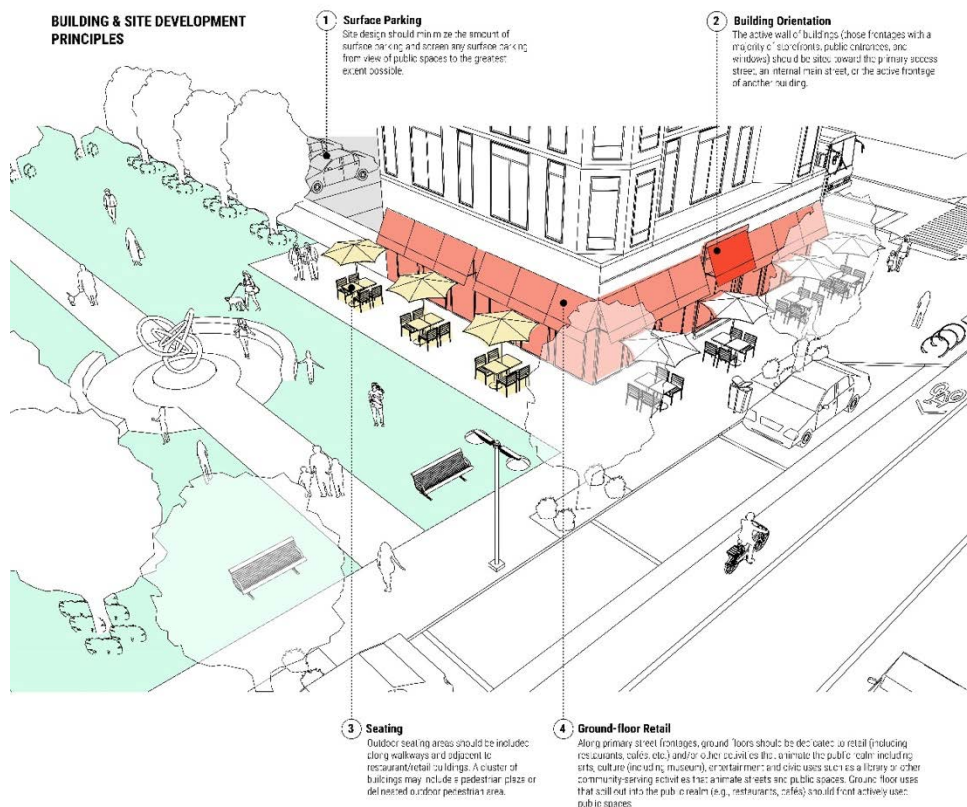 BUILDING & SITE DEVELOPMENT
PRINCIPLES
1 Surface Parking
Site design should minimize the amount of
surface parking and screen any surface parking
from view of public spaces to the greatest
extent possible.
2 Building Orientation
The active wall of buildings (those frontages with a
majority of storefronts, public entrances, and
windows) should be sited toward the primary access
street, an internal main street, or the active frontage
of another building.
3 Seating
Outdoor seating areas should be included
along walkways and adjacent to
restaurant/retail buildings. A cluster of
buildings may include a pedestrian plaza or
delineated outdoor pedestrian area.
4 Ground-floor Retail
Along primary street frontages, ground floors should be dedicated to retail (including
restaurants, cafés, etc.) and/or other activities that animate the public realm including
arts, culture (including museum), entertainment and civic uses such as a library or other
community-serving activities that animate streets and public spaces. Ground floor uses
that spill out into the public realm (e.g., restaurants, cafés) should front actively used
public spaces